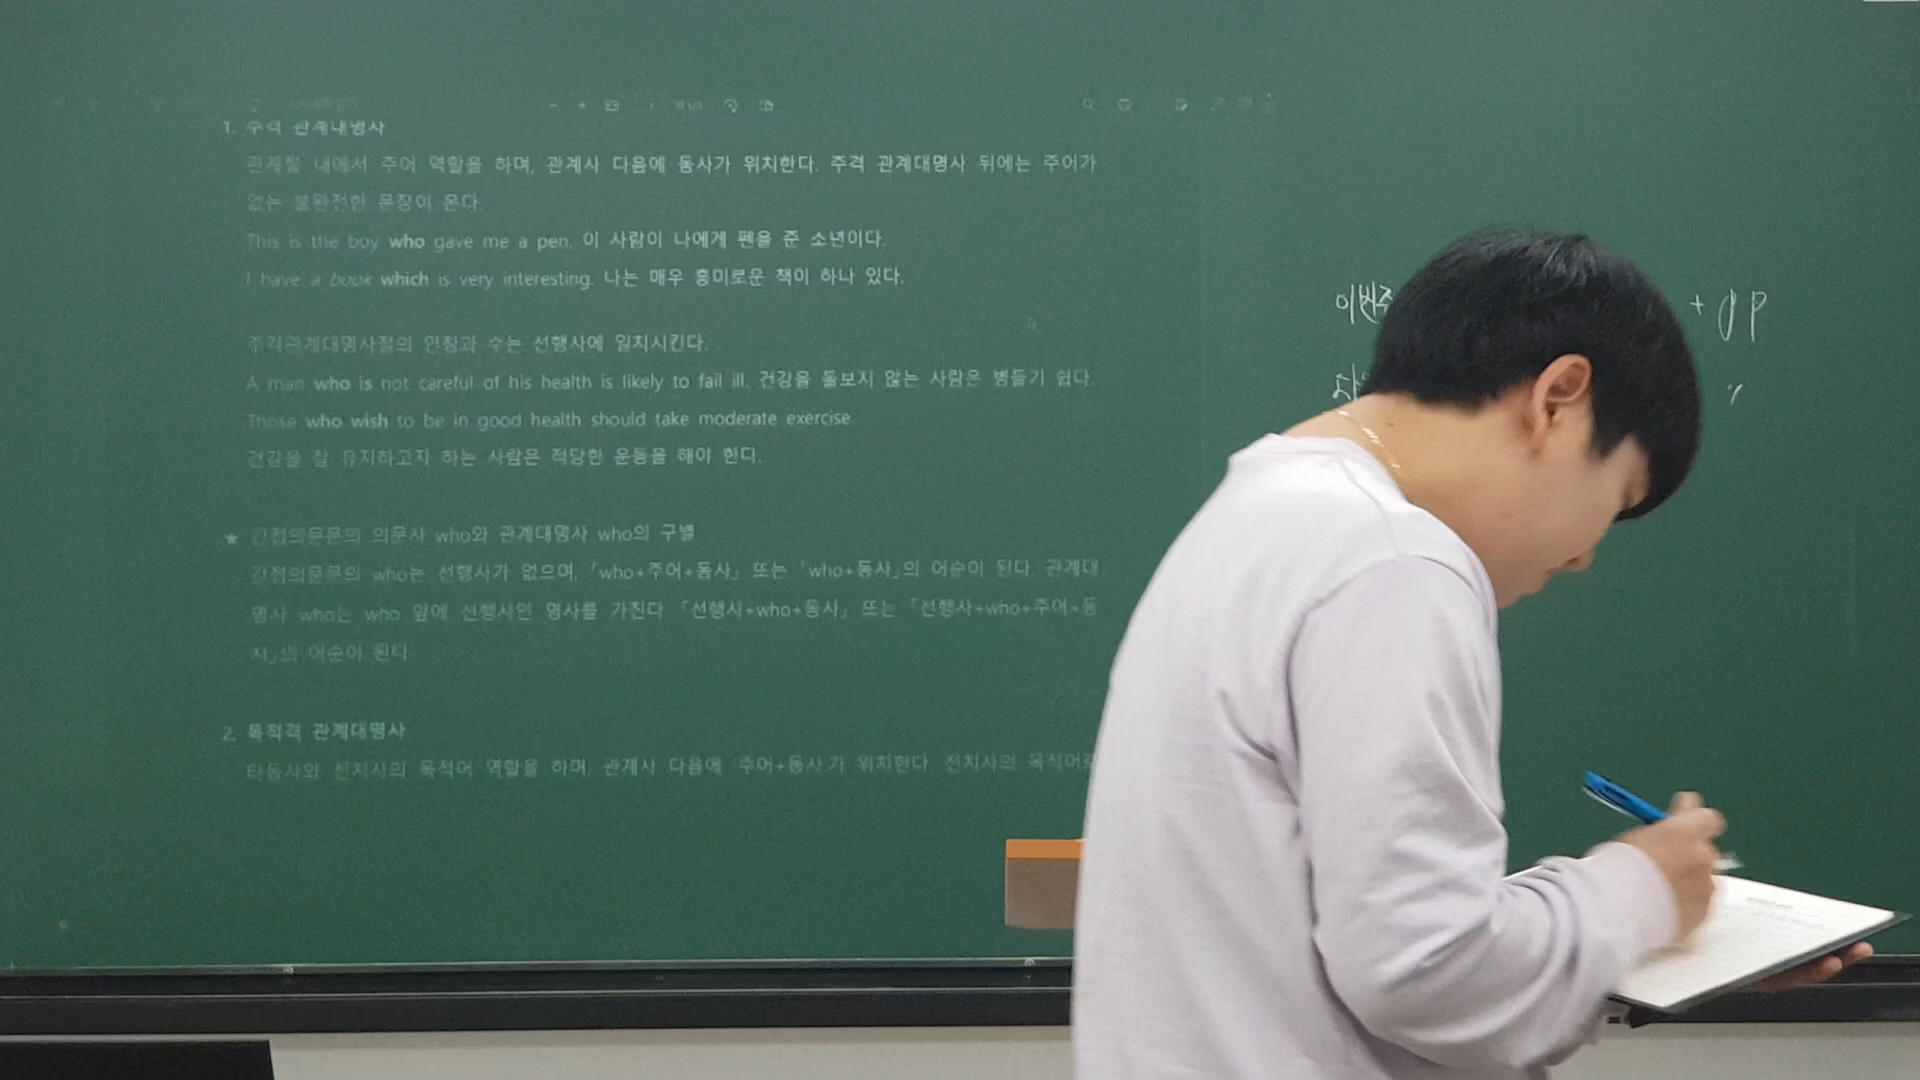 1. 주격 관계대명사
관계절 내에서 주어 역할을 하며, 관계사 다음에 동사가 위치한다. 주격 관계대명사 뒤에는 주어가
없는 불완전한 문장이 온다.
This is the boy who gave me a pen. 이 사람이 나에게 펜을 준 소년이다.
I have a book which is very interesting. 나는 매우 흥미로운 책이 하나 있다.
주격관계대명사절의 인칭과 수는 선행사에 일치시킨다.
A man who is not careful of his health is likely to fail ill. 건강을 돌보지 않는 사람은 병들기 쉽다.
Those who wish to be in good health should take moderate exercise.
건강을 잘 유지하고자 하는 사람은 적당한 운동을 해야 한다.
★ 간접의문문의 의문사 who와 관계대명사 who의 구별
간접의문문의 who는 선행사가 없으며, 「who+주어+동사」 또는 「who+동사」의 어순이 된다. 관계대
명사 who는 who 앞에 선행사인 명사를 가진다 「선행사+who+동사」 또는 「선행사+who+주어+동
사」의 어순이 된다
2. 목적격 관계대명사
타동사와 전치사의 목적어 역할을 하며, 관계사 다음에 '주어+동사'가 위치한다. 전치사의 목적어로
이번주
+ g p
〃